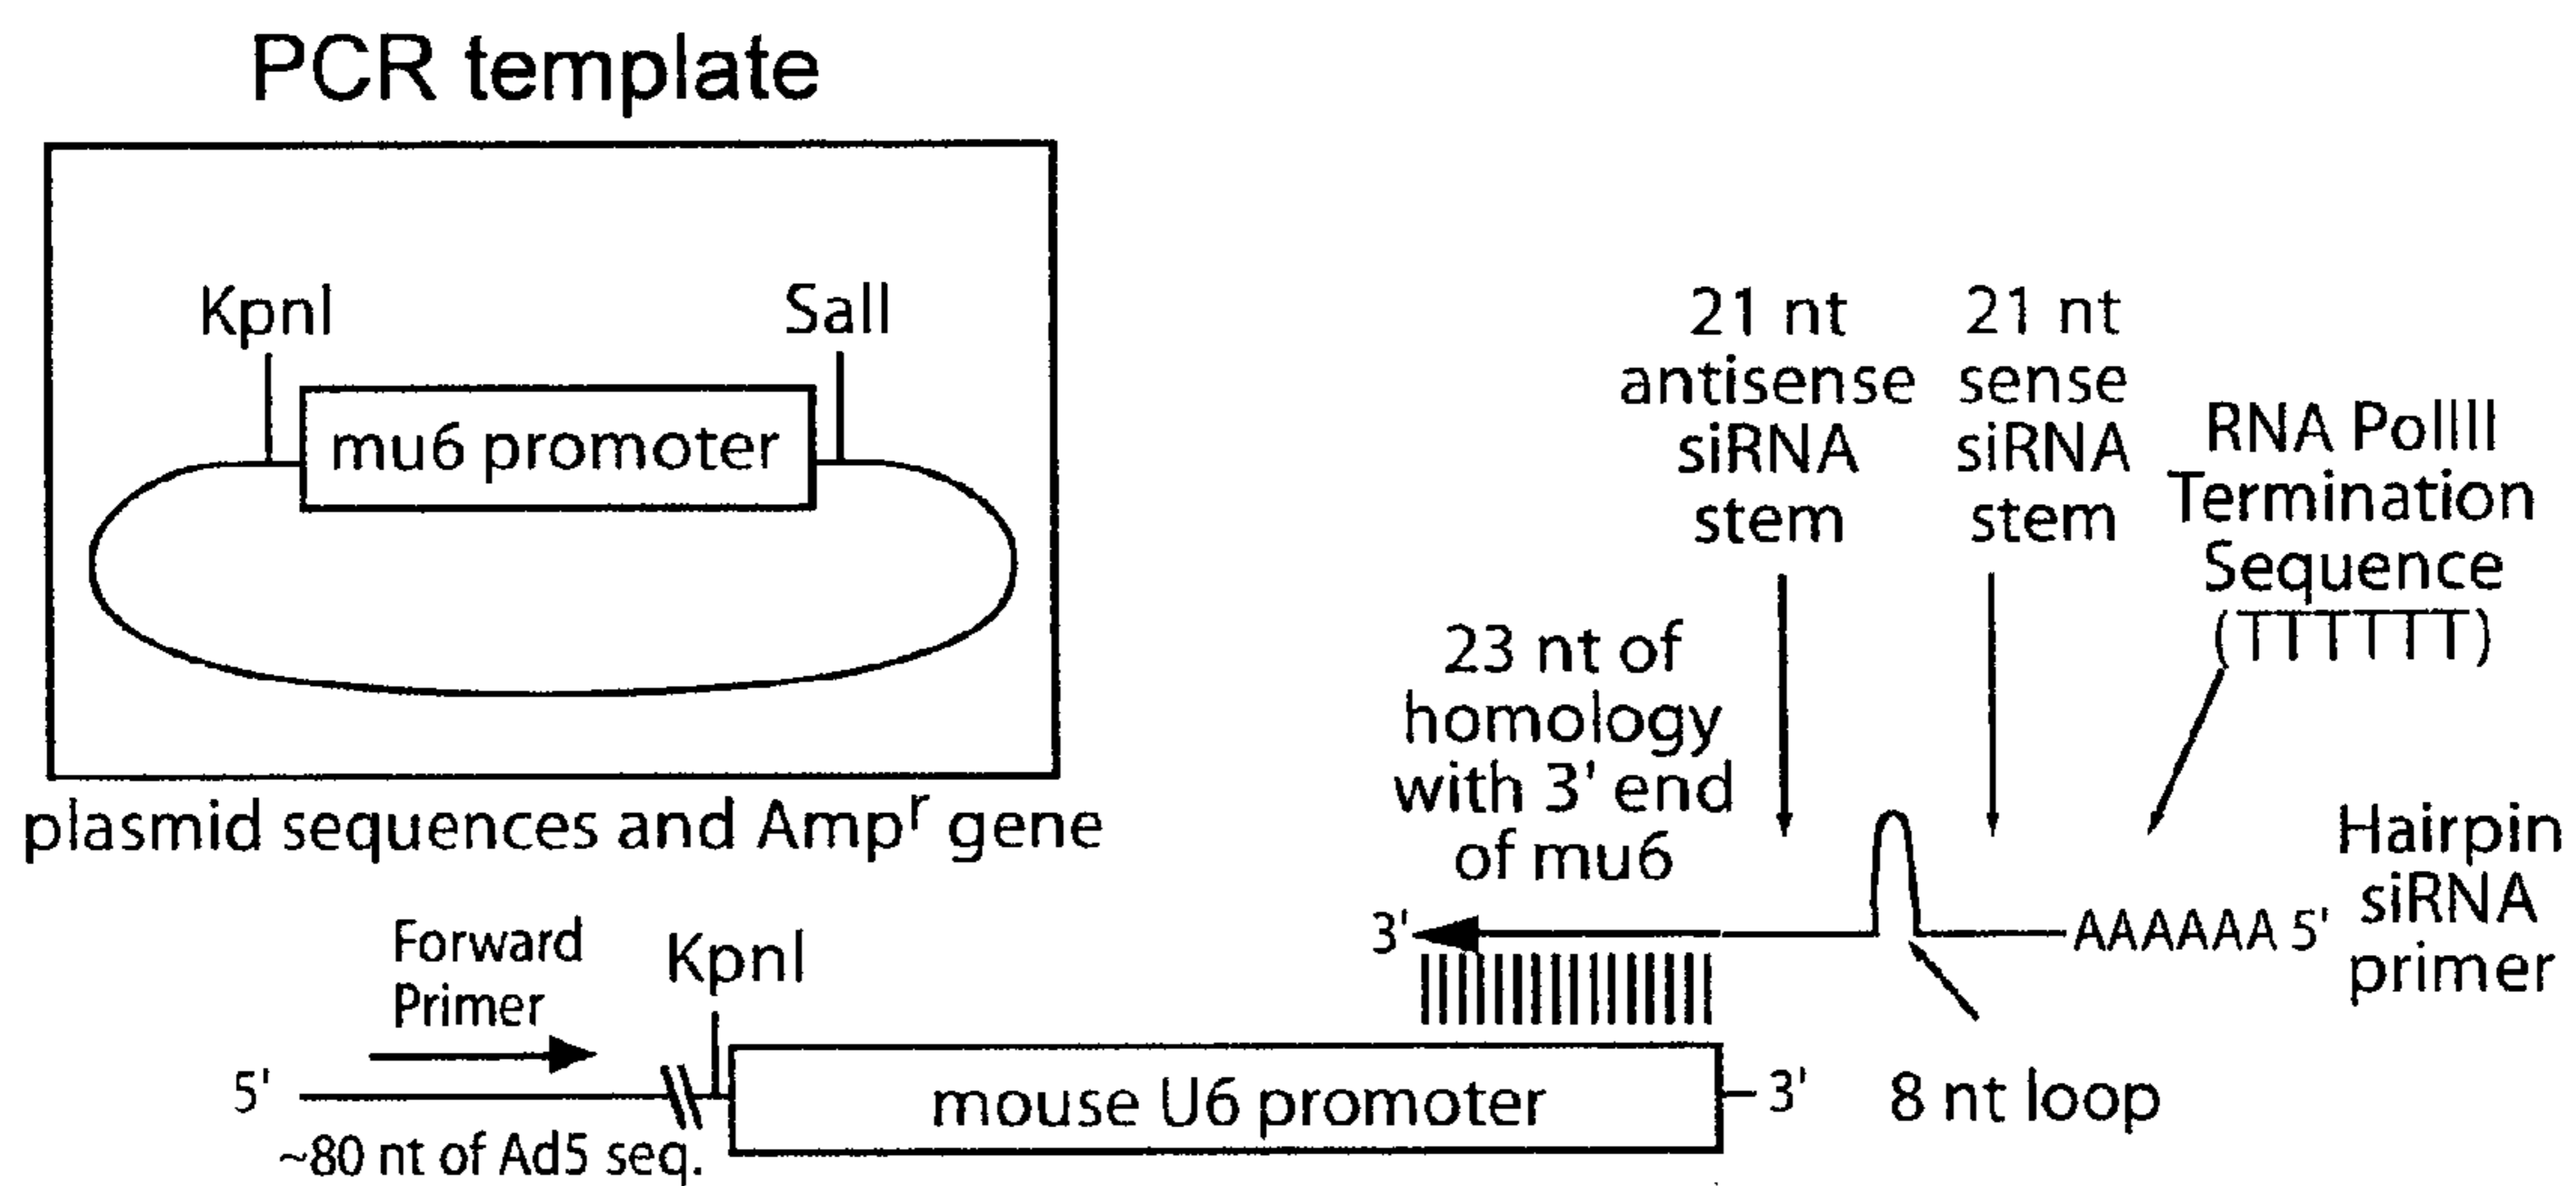 PCR template
KpnI
SalI
mu6 promoter
plasmid sequences and Ampʳ gene
21 nt
antisense
siRNA
stem
21 nt
sense
siRNA
stem
RNA PolIII
Termination
Sequence
(TTTTTT)
23 nt of
homology
with 3' end
of mu6
Hairpin
siRNA
primer
3'
AAAAAA 5'
Forward
Primer
KpnI
5'
mouse U6 promoter
3'
8 nt loop
~80 nt of Ad5 seq.